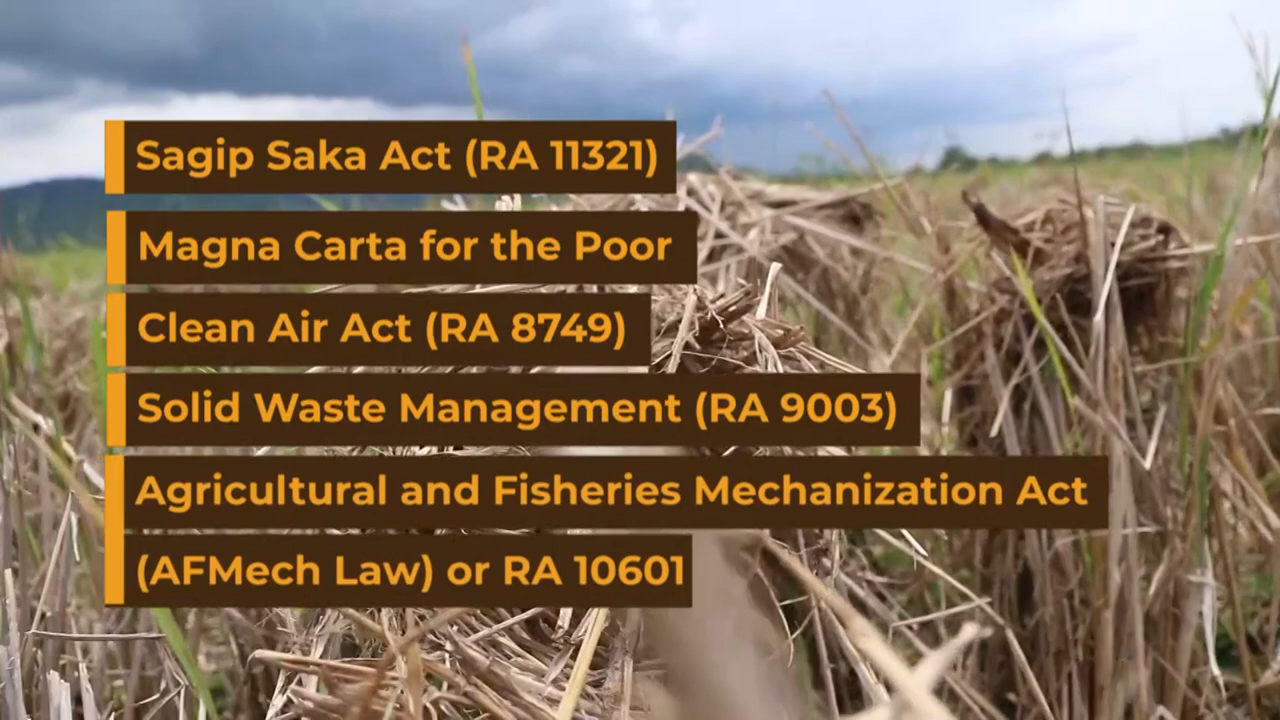 Sagip Saka Act (RA 11321)
Magna Carta for the Poor
Clean Air Act (RA 8749)
Solid Waste Management (RA 9003)
Agricultural and Fisheries Mechanization Act
(AFMech Law) or RA 10601